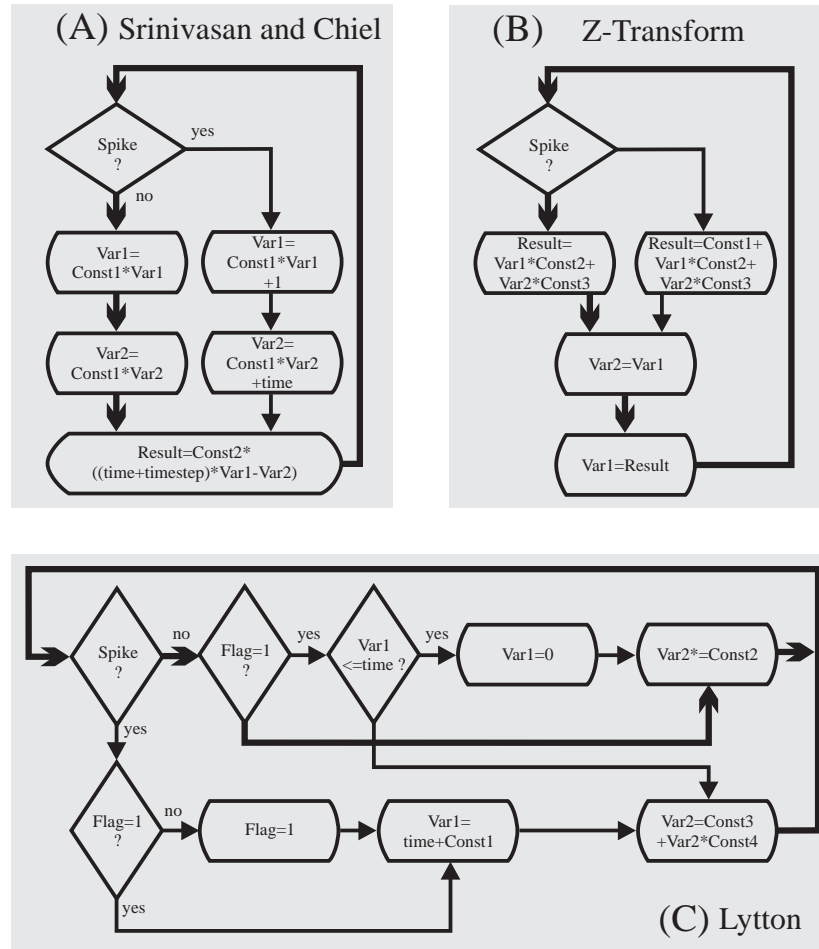 (A) Srinivasan and Chiel
Spike
?
yes
no
Var1=
Const1*Var1
Var1=
Const1*Var1
+1
Var2=
Const1*Var2
Var2=
Const1*Var2
+time
Result=Const2*
((time+timestep)*Var1-Var2)
(B) Z-Transform
Spike
?
Result=
Var1*Const2+
Var2*Const3
Result=Const1+
Var1*Const2+
Var2*Const3
Var2=Var1
Var1=Result
Spike
?
no
Flag=1
?
yes
Var1
<=time ?
yes
Var1=0
Var2*=Const2
yes
Flag=1
?
no
Flag=1
Var1=
time+Const1
Var2=Const3
+Var2*Const4
yes
(C) Lytton